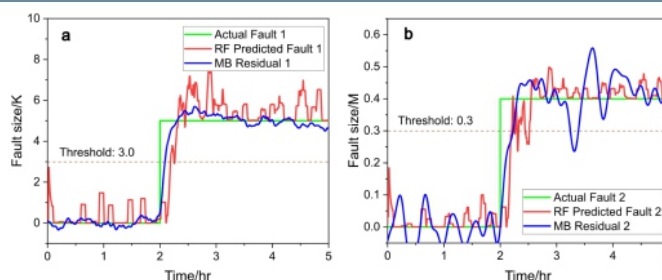 a
Actual Fault 1
RF Predicted Fault 1
MB Residual 1
Threshold: 3.0
Fault size/K
10
8
6
4
2
0
0 1 2 3 4 5
Time/hr
b
Threshold: 0.3
Actual Fault 2
RF Predicted Fault 2
MB Residual 2
Fault size/M
0.6
0.5
0.4
0.3
0.2
0.1
0.0
0 1 2 3 4
Time/hr